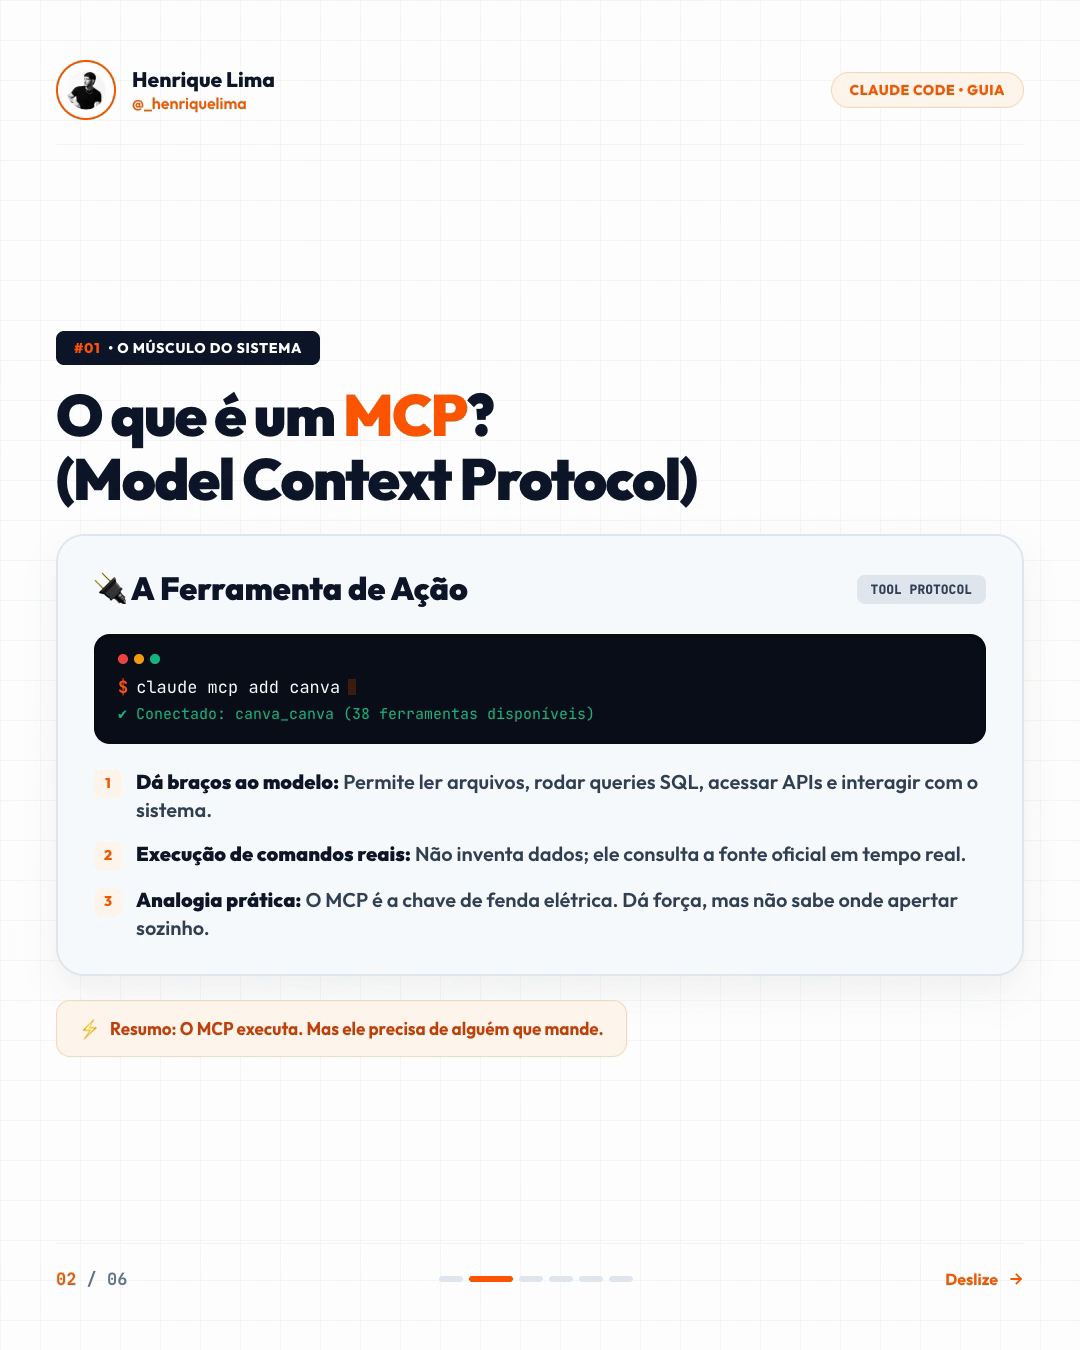 Henrique Lima
@_henriquelima
CLAUDE CODE • GUIA
#01 • O MÚSCULO DO SISTEMA
O que é um MCP?
(Model Context Protocol)
A Ferramenta de Ação
TOOL PROTOCOL
$ claude mcp add canva
✔ Conectado: canva_canva (38 ferramentas disponíveis)
1 Dá braços ao modelo: Permite ler arquivos, rodar queries SQL, acessar APIs e interagir com o
sistema.
2 Execução de comandos reais: Não inventa dados; ele consulta a fonte oficial em tempo real.
3 Analogia prática: O MCP é a chave de fenda elétrica. Dá força, mas não sabe onde apertar
sozinho.
⚡ Resumo: O MCP executa. Mas ele precisa de alguém que mande.
02 / 06
Deslize →